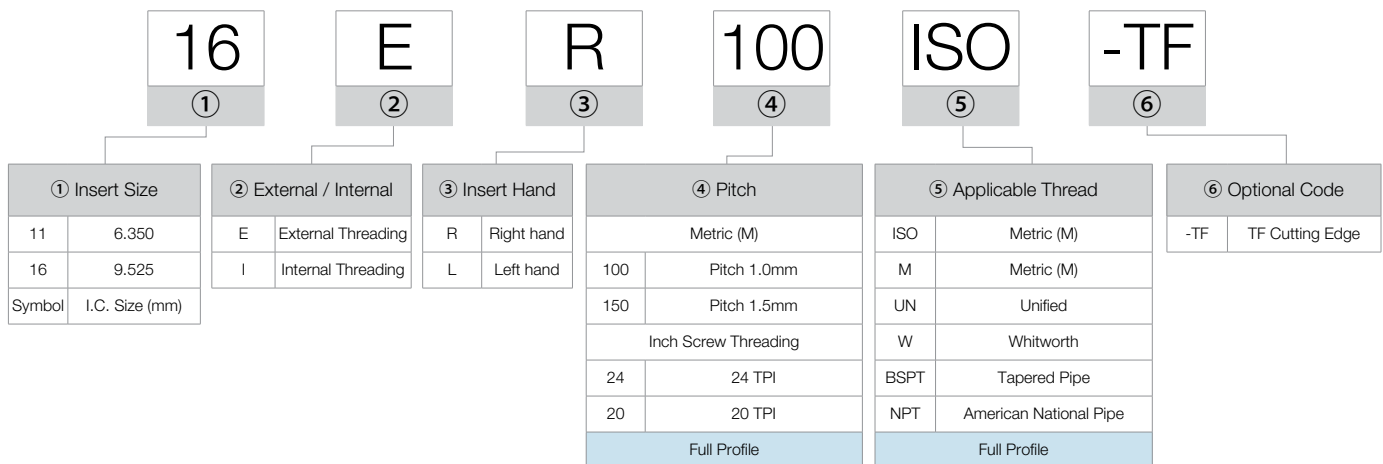 16 E R 100 ISO -TF
① ② ③ ④ ⑤ ⑥
① Insert Size
11 6.350
16 9.525
Symbol I.C. Size (mm)
② External / Internal
E External Threading
I Internal Threading
③ Insert Hand
R Right hand
L Left hand
④ Pitch
Metric (M)
100 Pitch 1.0mm
150 Pitch 1.5mm
Inch Screw Threading
24 24 TPI
20 20 TPI
Full Profile
⑤ Applicable Thread
ISO Metric (M)
M Metric (M)
UN Unified
W Whitworth
BSPT Tapered Pipe
NPT American National Pipe
Full Profile
⑥ Optional Code
-TF TF Cutting Edge